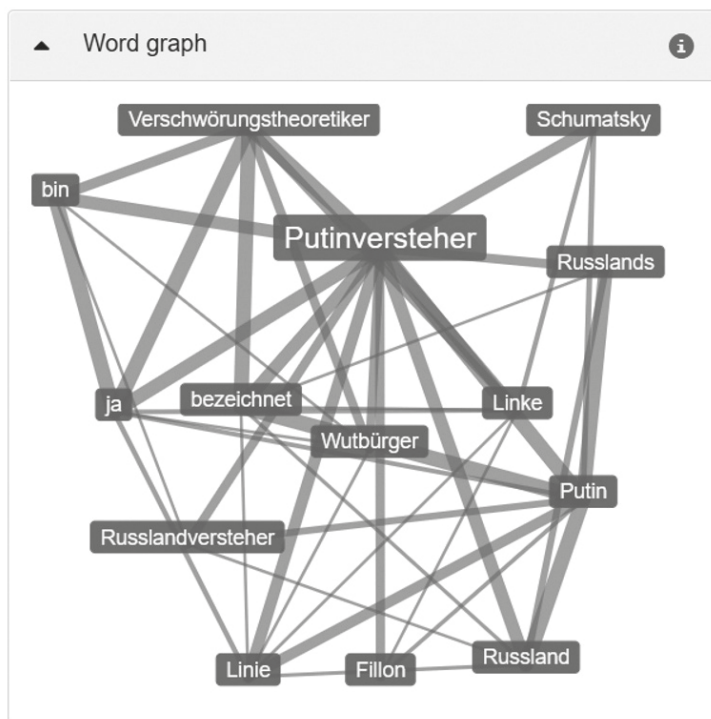 Word graph
Verschwörungstheoretiker
Schumatsky
bin
Putinversteher
Russlands
ja
bezeichnet
Linke
Wutbürger
Putin
Russlandversteher
Linie
Fillon
Russland